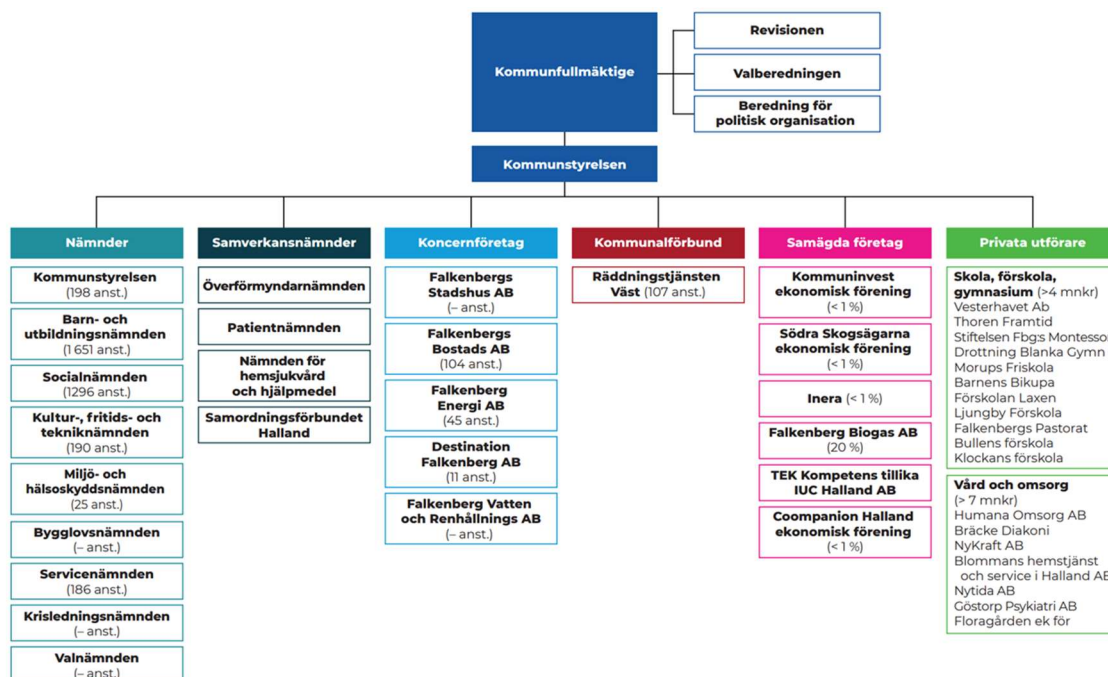 Kommunfullmäktige
Revisionen
Valberedningen
Beredning för
politisk organisation
Kommunstyrelsen
Nämnder
Kommunstyrelsen
(198 anst.)
Barn- och
utbildningsnämnden
(1 651 anst.)
Socialnämnden
(1296 anst.)
Kultur-, fritids- och
tekniknämnden
(190 anst.)
Miljö- och
hälsoskyddsnämnden
(25 anst.)
Bygglovsnämnden
(– anst.)
Servicenämnden
(186 anst.)
Krisledningsnämnden
(– anst.)
Valnämnden
(– anst.)
Samverkansnämnder
Överförmyndarnämnden
Patientnämnden
Nämnden för
hemsjukvård
och hjälpmedel
Samordningsförbundet
Halland
Koncernföretag
Falkenbergs
Stadshus AB
(– anst.)
Falkenbergs
Bostads AB
(104 anst.)
Falkenberg
Energi AB
(45 anst.)
Destination
Falkenberg AB
(11 anst.)
Falkenberg Vatten
och Renhållnings AB
(– anst.)
Kommunalförbund
Räddningstjänsten
Väst (107 anst.)
Samägda företag
Kommuninvest
ekonomisk förening
(< 1 %)
Södra Skogsägarna
ekonomisk förening
(< 1 %)
Inera (< 1 %)
Falkenberg Biogas AB
(20 %)
TEK Kompetens tillika
IUC Halland AB
Coompanion Halland
ekonomisk förening
(< 1 %)
Privata utförare
Skola, förskola,
gymnasium (>4 mnkr)
Vesterhavet Ab
Thoren Framtid
Stiftelsen Fbg:s Montessor
Drottning Blanka Gymn
Morups Friskola
Barnens Bikupa
Förskolan Laxen
Ljungby Förskola
Falkenbergs Pastorat
Bullens förskola
Klockans förskola
Vård och omsorg
(> 7 mnkr)
Humana Omsorg AB
Bräcke Diakoni
NyKraft AB
Blommans hemstjänst
och service i Halland AB
Nytida AB
Göstorp Psykiatri AB
Floragården ek för